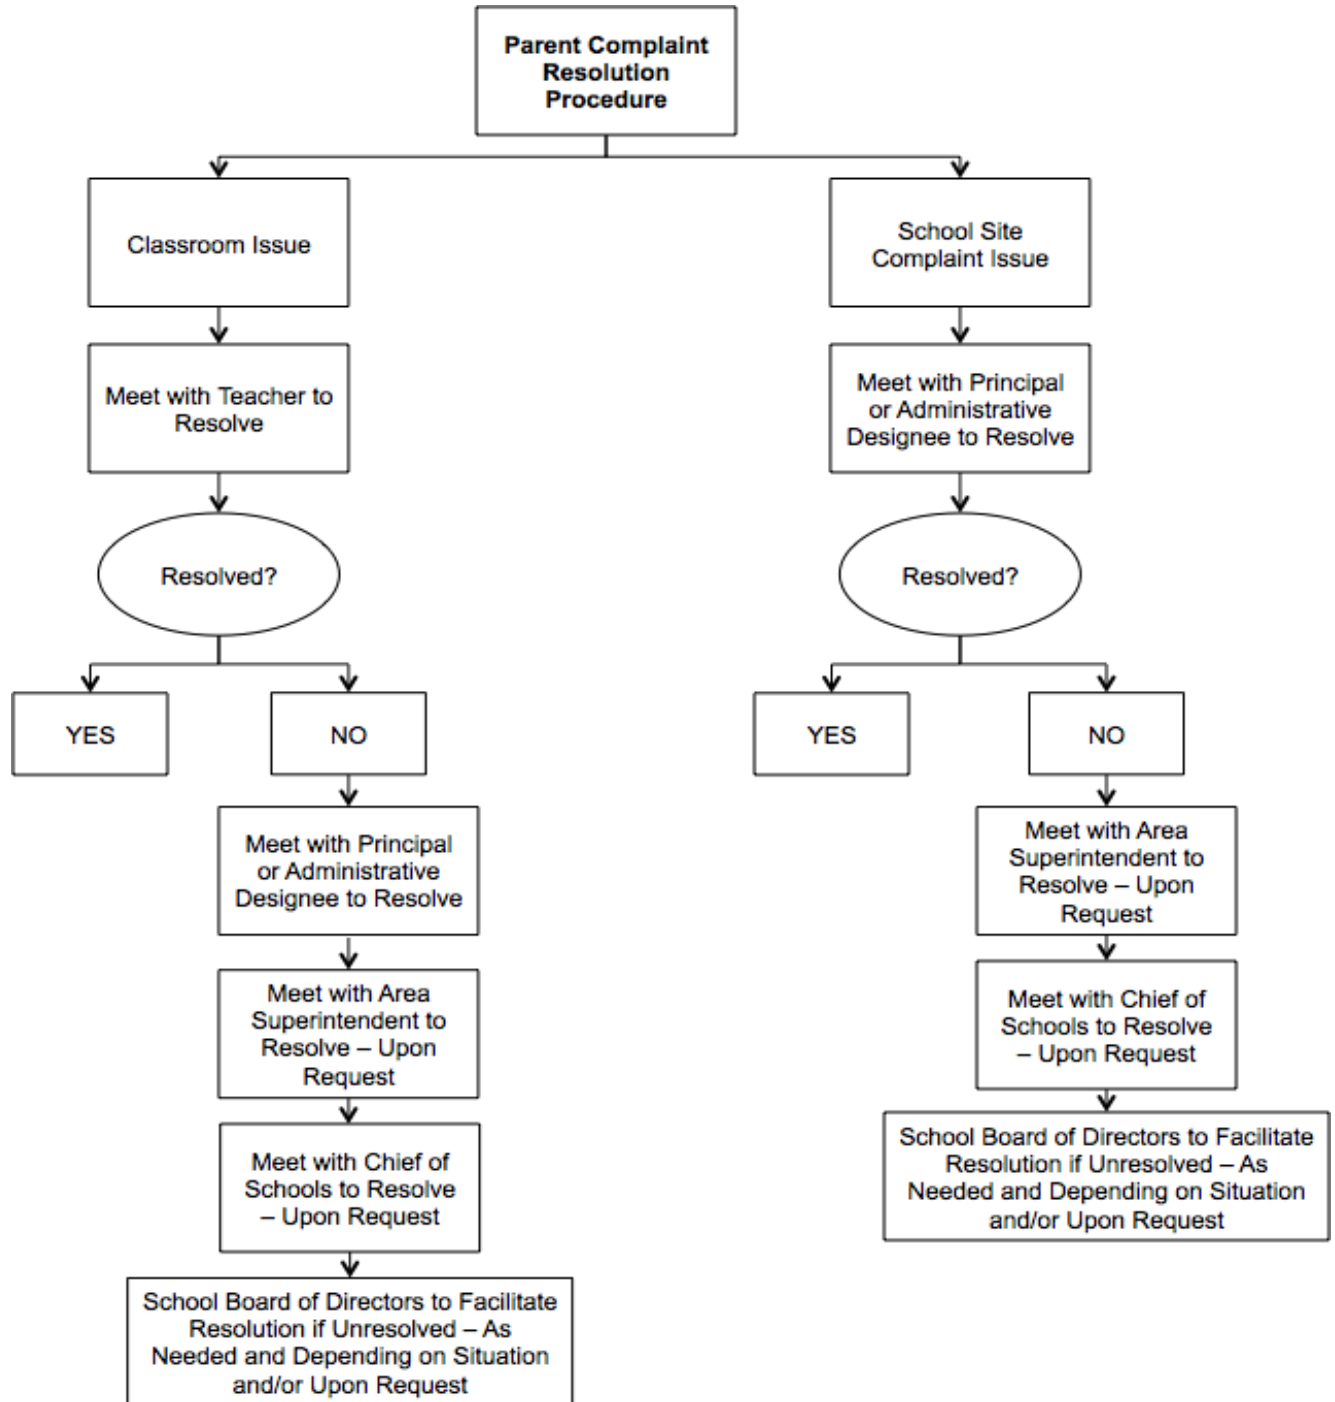 Parent Complaint
Resolution
Procedure
Classroom Issue
Meet with Teacher to
Resolve
Resolved?
YES
NO
Meet with Principal
or Administrative
Designee to Resolve
Meet with Area
Superintendent to
Resolve – Upon
Request
Meet with Chief of
Schools to Resolve
– Upon Request
School Board of Directors to Facilitate
Resolution if Unresolved – As
Needed and Depending on Situation
and/or Upon Request
School Site
Complaint Issue
Meet with Principal
or Administrative
Designee to Resolve
Resolved?
YES
NO
Meet with Area
Superintendent to
Resolve – Upon
Request
Meet with Chief of
Schools to Resolve
– Upon Request
School Board of Directors to Facilitate
Resolution if Unresolved – As
Needed and Depending on Situation
and/or Upon Request